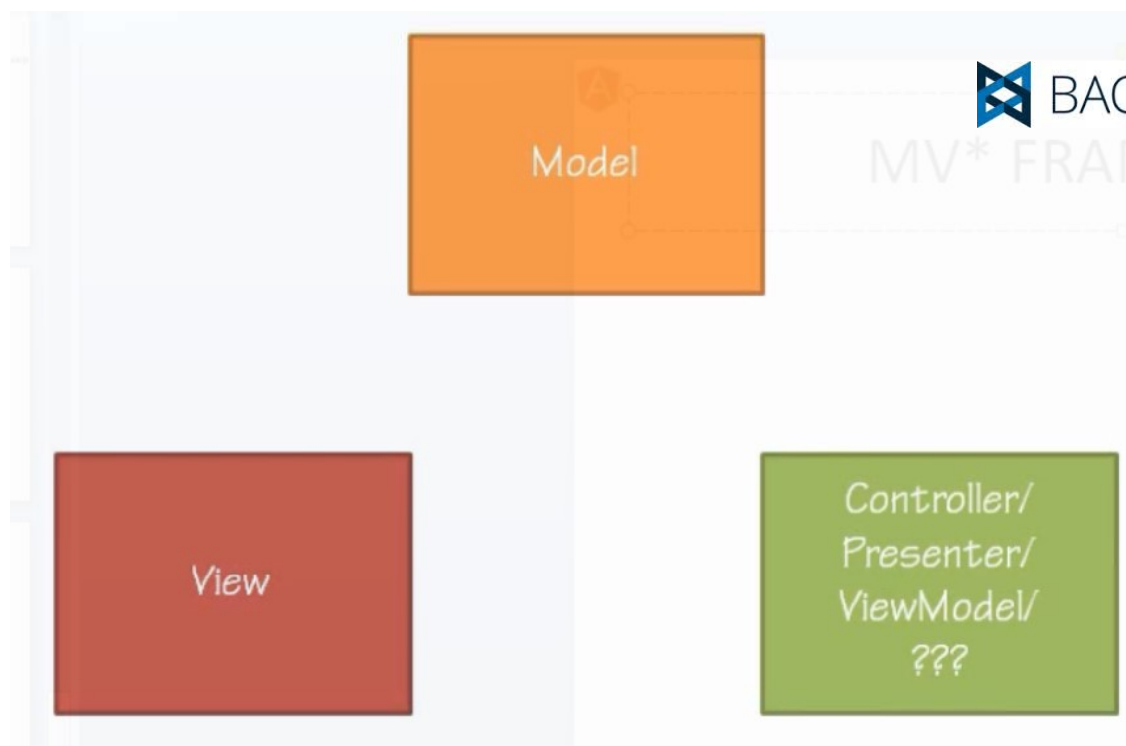 Model
BAC
MV* FRA
View
Controller/
Presenter/
ViewModel/
???